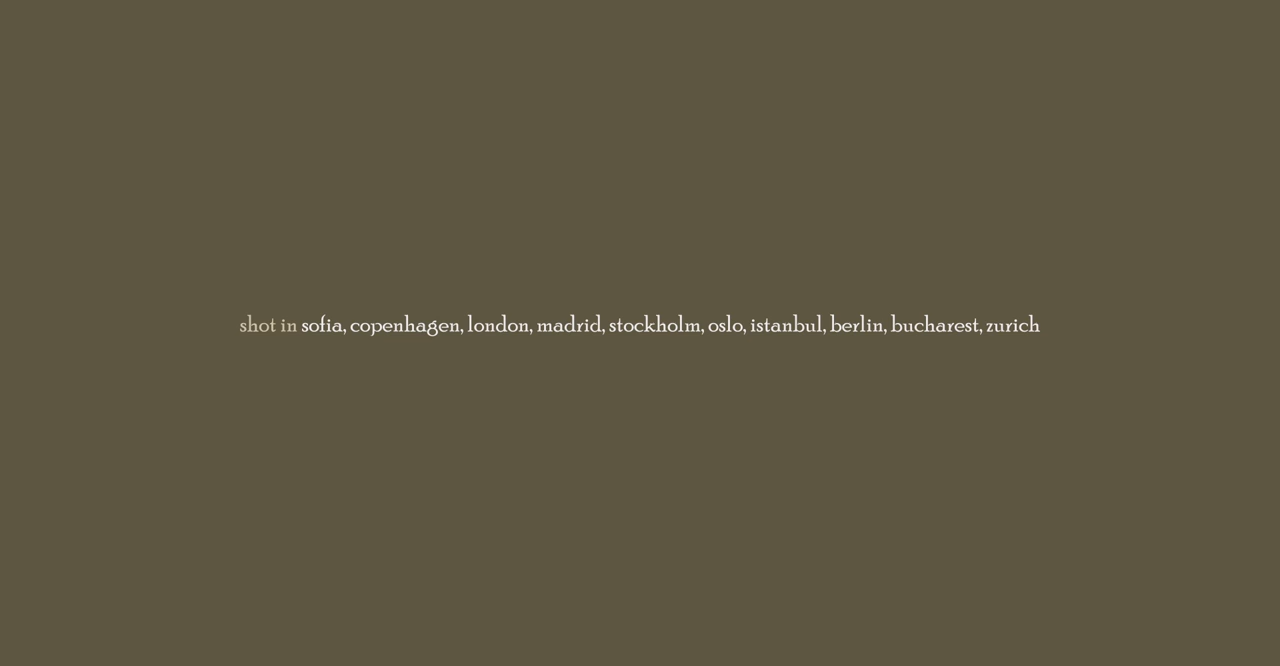 shot in sofia, copenhagen, london, madrid, stockholm, oslo, istanbul, berlin, bucharest, zurich